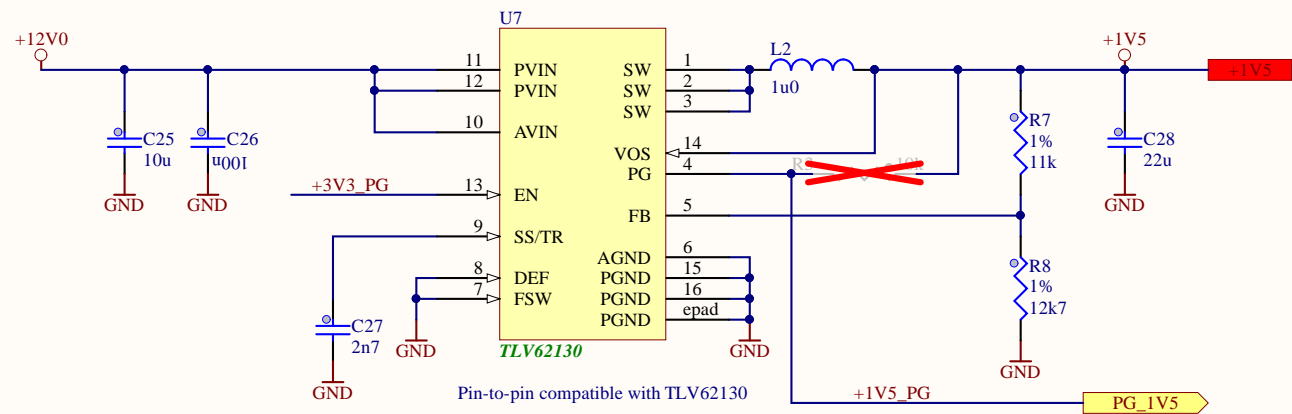 U7
+12V0
+1V5
11
PVIN
SW
1
L2
+1V5
12
PVIN
SW
2
1u0
SW
3
10
AVIN
C25
10u
C26
100n
R7
1%
11k
C28
22u
VOS
14
PG
4
10k
+3V3_PG
13
EN
GND
GND
FB
5
GND
9
SS/TR
AGND
6
8
DEF
PGND
15
7
FSW
PGND
16
PGND
epad
R8
1%
12k7
C27
2n7
GND
TLV62130
GND
GND
GND
Pin-to-pin compatible with TLV62130
+1V5_PG
PG_1V5